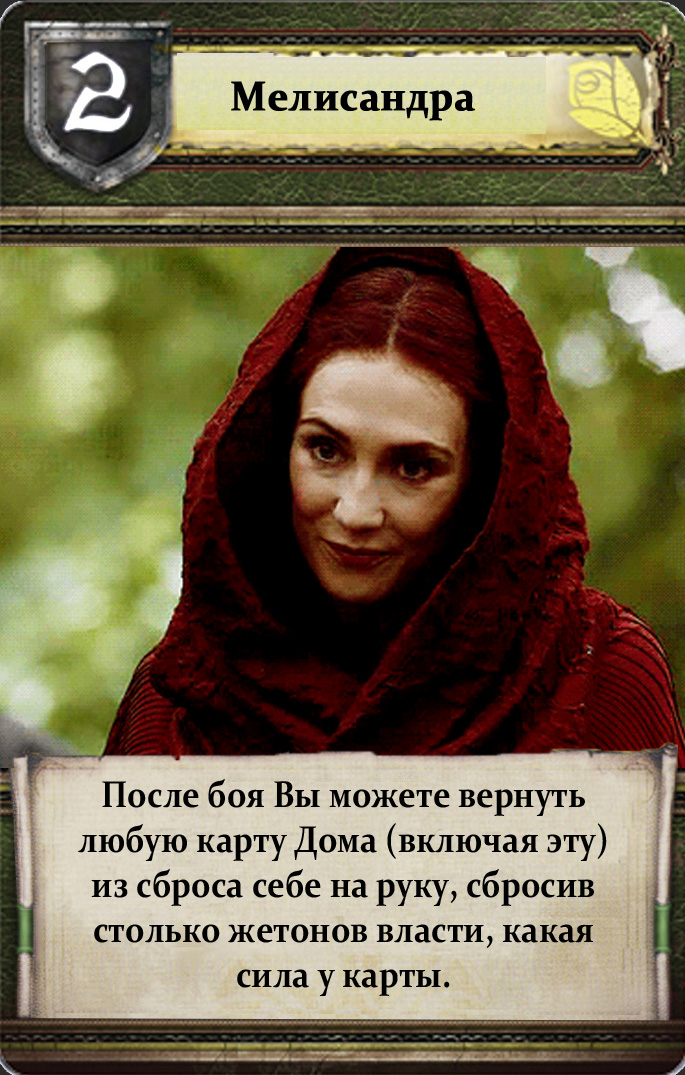 2
Мелисандра
После боя Вы можете вернуть
любую карту Дома (включая эту)
из сброса себе на руку, сбросив
столько жетонов власти, какая
сила у карты.